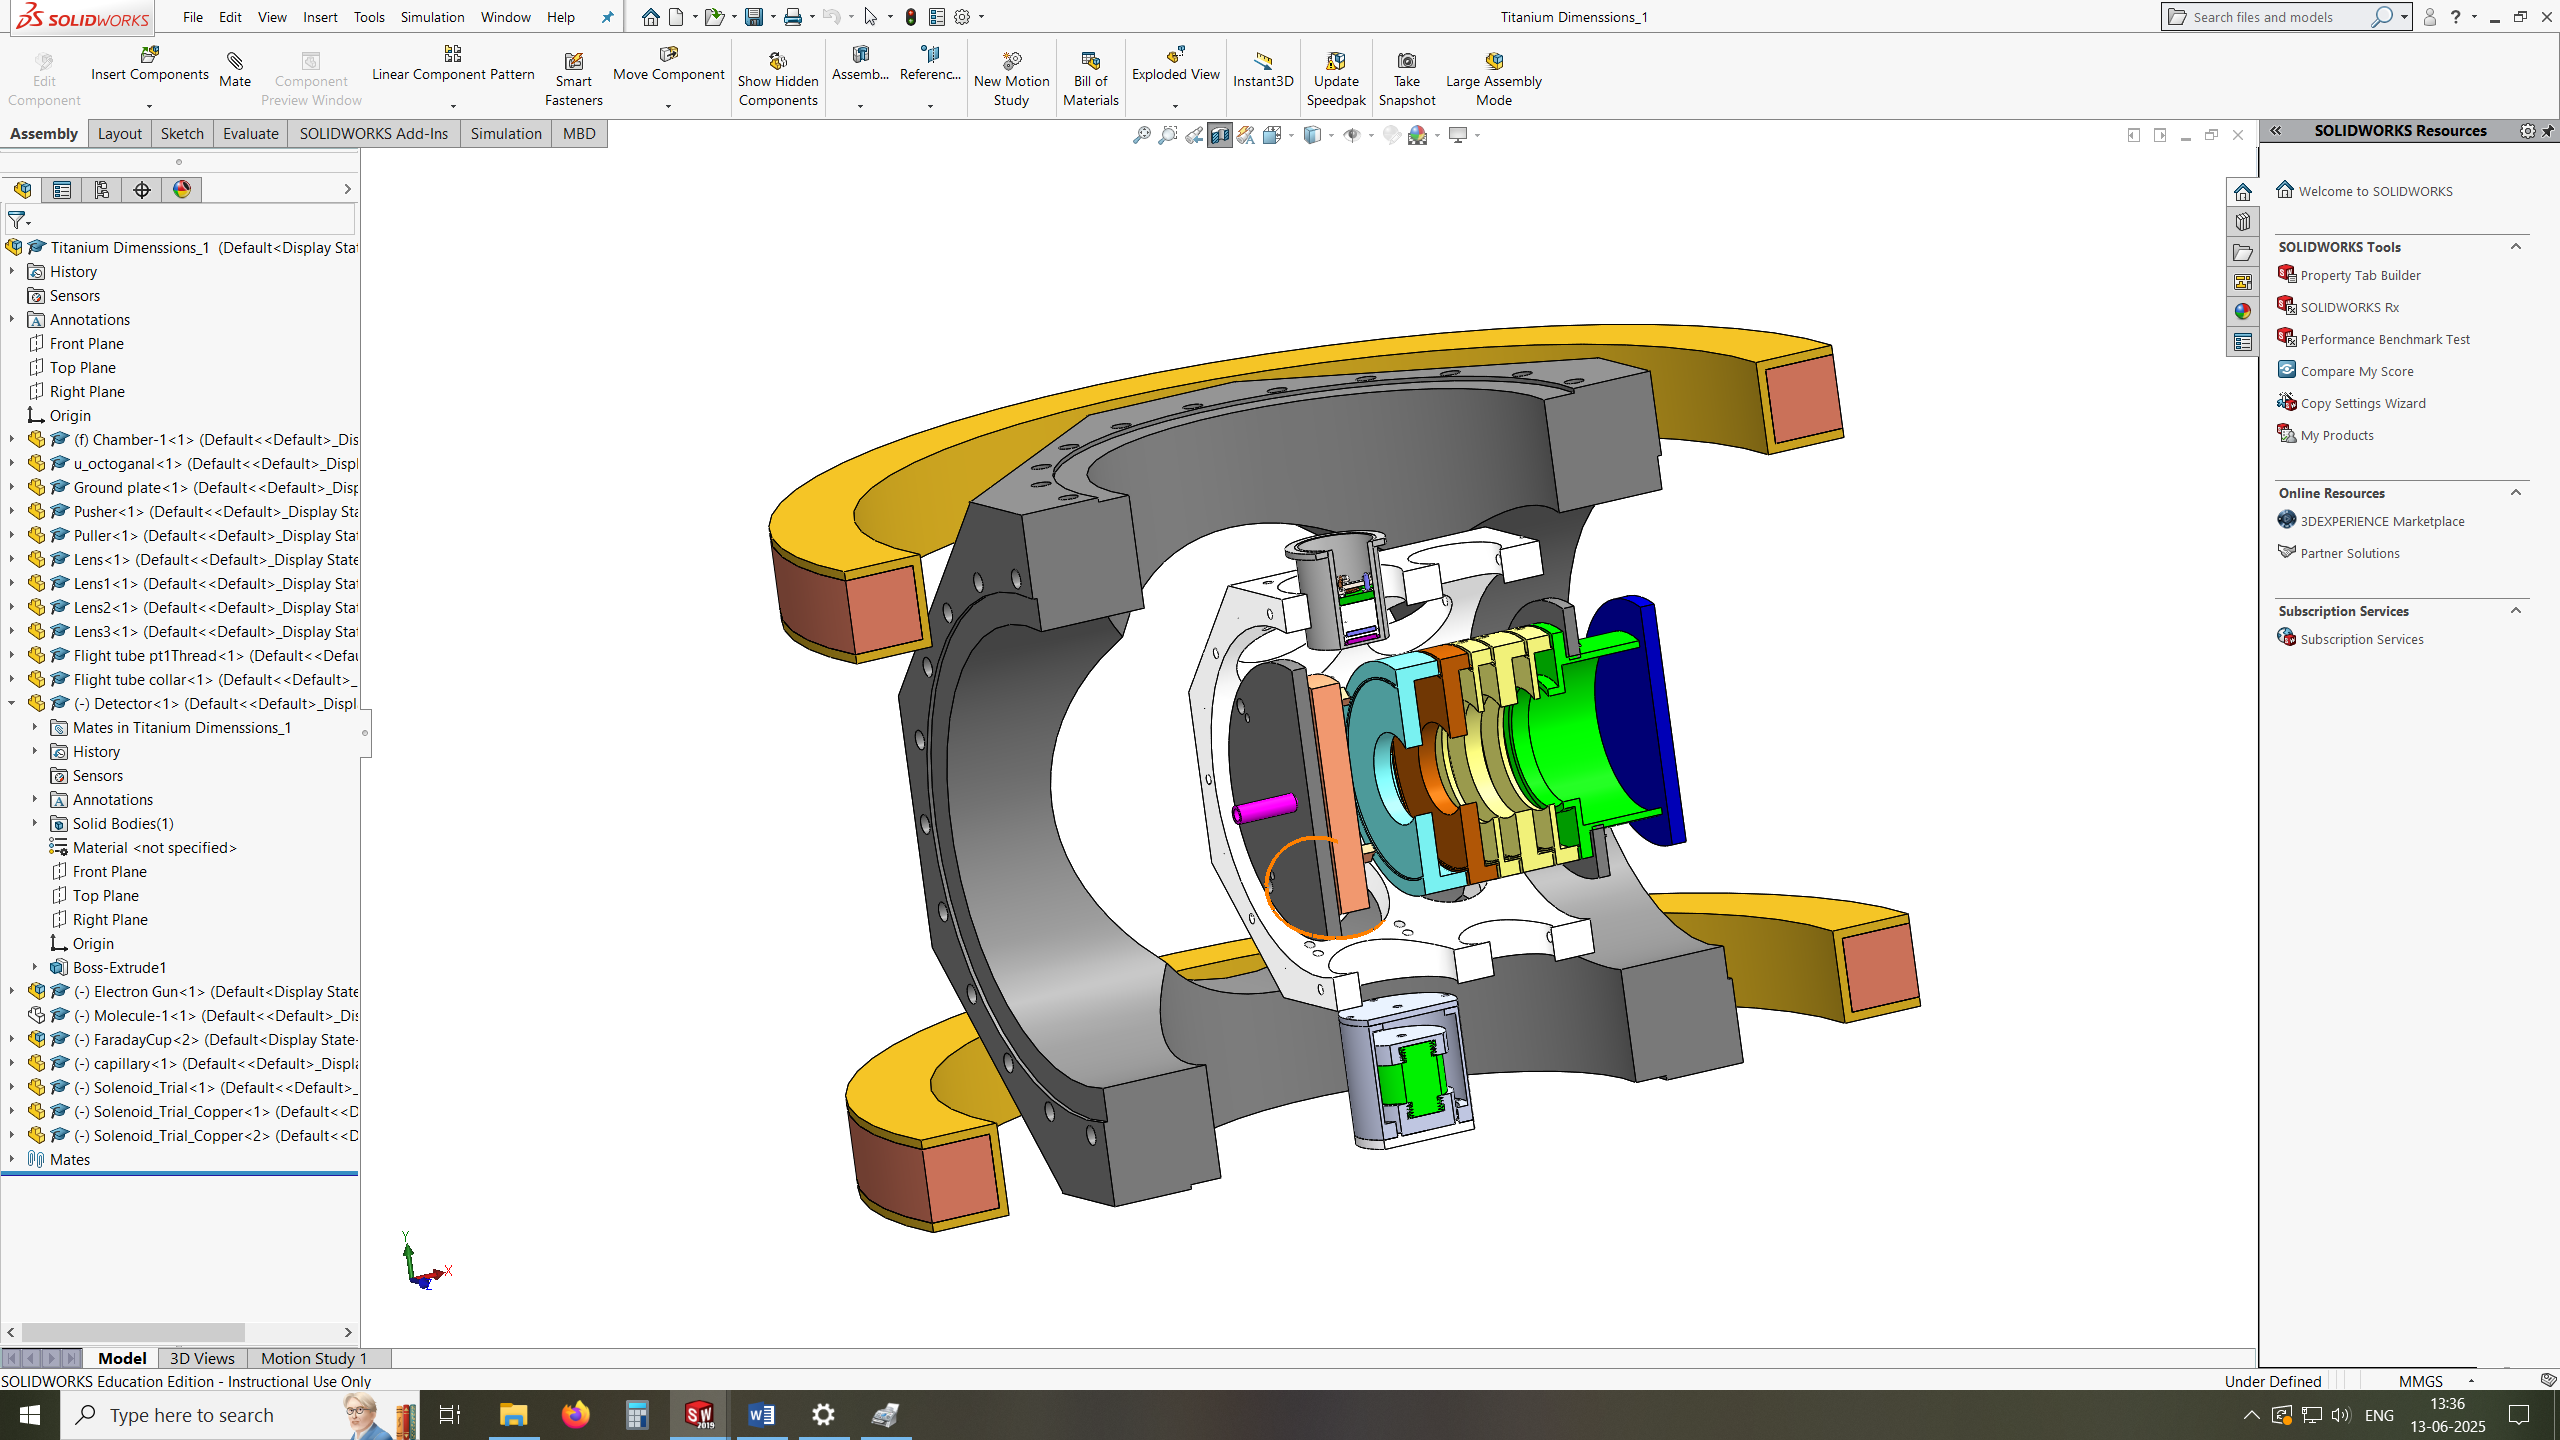 SOLIDWORKS
File Edit View Insert Tools Simulation Window Help
Titanium Dimenssions_1
Search files and models
Edit Component
Insert Components
Mate
Component Preview Window
Linear Component Pattern
Smart Fasteners
Move Component
Show Hidden Components
Assemb...
Referenc...
New Motion Study
Bill of Materials
Exploded View
Instant3D
Update Speedpak
Take Snapshot
Large Assembly Mode
Assembly Layout Sketch Evaluate SOLIDWORKS Add-Ins Simulation MBD
Titanium Dimenssions_1 (Default<Display Stat
History
Sensors
Annotations
Front Plane
Top Plane
Right Plane
Origin
(f) Chamber-1<1> (Default<<Default>_Dis
u_octoganal<1> (Default<<Default>_Displ
Ground plate<1> (Default<<Default>_Disp
Pusher<1> (Default<<Default>_Display Sta
Puller<1> (Default<<Default>_Display Stat
Lens<1> (Default<<Default>_Display State
Lens1<1> (Default<<Default>_Display Stat
Lens2<1> (Default<<Default>_Display Stat
Lens3<1> (Default<<Default>_Display Stat
Flight tube pt1Thread<1> (Default<<Defau
Flight tube collar<1> (Default<<Default>_
(-) Detector<1> (Default<<Default>_Displ
Mates in Titanium Dimenssions_1
History
Sensors
Annotations
Solid Bodies(1)
Material <not specified>
Front Plane
Top Plane
Right Plane
Origin
Boss-Extrude1
(-) Electron Gun<1> (Default<Display State
(-) Molecule-1<1> (Default<<Default>_Dis
(-) FaradayCup<2> (Default<Display State-
(-) capillary<1> (Default<<Default>_Displa
(-) Solenoid_Trial<1> (Default<<Default>_
(-) Solenoid_Trial_Copper<1> (Default<<D
(-) Solenoid_Trial_Copper<2> (Default<<D
Mates
Y
X
Z
SOLIDWORKS Resources
Welcome to SOLIDWORKS
SOLIDWORKS Tools
Property Tab Builder
SOLIDWORKS Rx
Performance Benchmark Test
Compare My Score
Copy Settings Wizard
My Products
Online Resources
3DEXPERIENCE Marketplace
Partner Solutions
Subscription Services
Subscription Services
Model 3D Views Motion Study 1
SOLIDWORKS Education Edition - Instructional Use Only
Under Defined
MMGS
Type here to search
SW 2019
ENG
13:36
13-06-2025